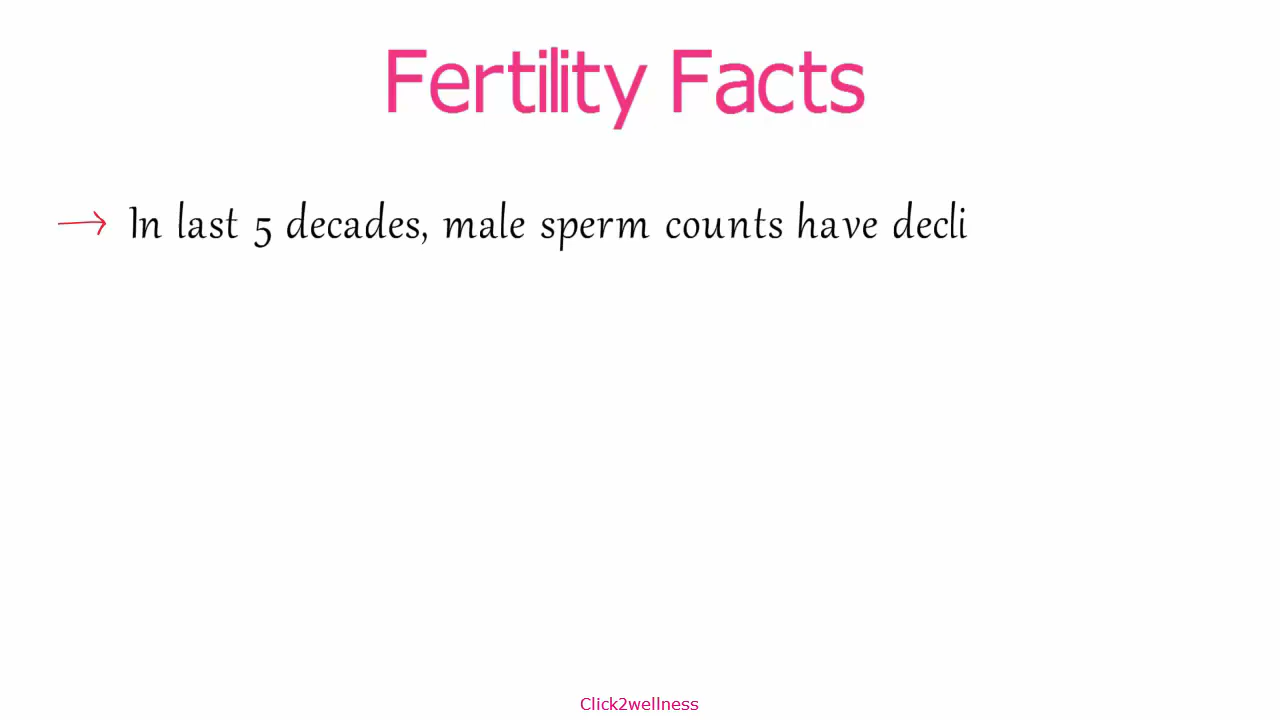 Fertility Facts
→ In last 5 decades, male sperm counts have decli
Click2wellness